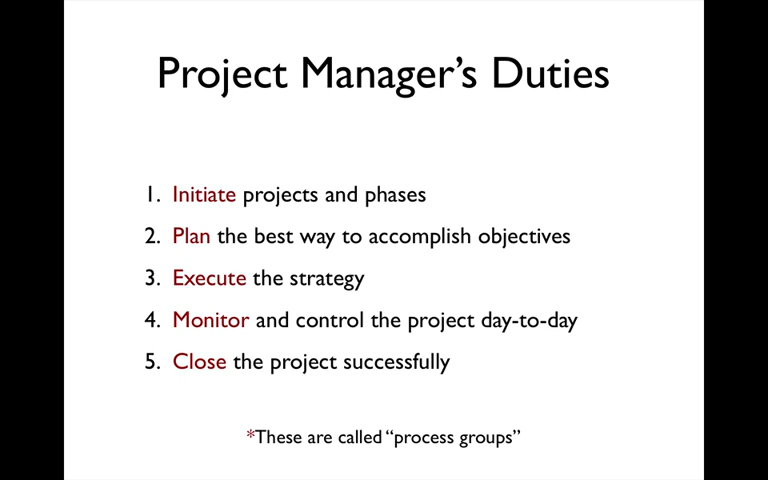 Project Manager’s Duties
1. Initiate projects and phases
2. Plan the best way to accomplish objectives
3. Execute the strategy
4. Monitor and control the project day-to-day
5. Close the project successfully
*These are called “process groups”